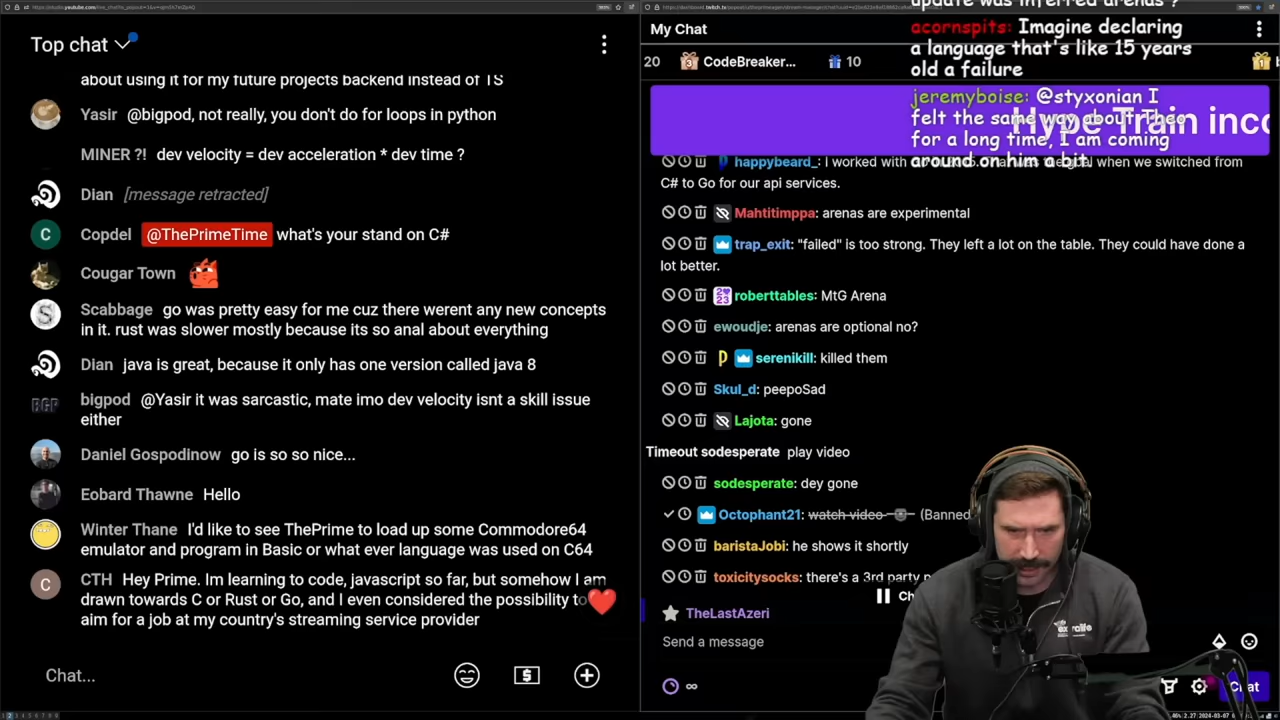 Top chat
about using it for my future projects backend instead of TS
Yasir @bigpod, not really, you don't do for loops in python
MINER ?! dev velocity = dev acceleration * dev time ?
Dian [message retracted]
Copdel @ThePrimeTime what's your stand on C#
Cougar Town
Scabbage go was pretty easy for me cuz there werent any new concepts
in it. rust was slower mostly because its so anal about everything
Dian java is great, because it only has one version called java 8
bigpod @Yasir it was sarcastic, mate imo dev velocity isnt a skill issue
either
Daniel Gospodinow go is so so nice...
Eobard Thawne Hello
Winter Thane I'd like to see ThePrime to load up some Commodore64
emulator and program in Basic or what ever language was used on C64
CTH Hey Prime. Im learning to code, javascript so far, but somehow I am
drawn towards C or Rust or Go, and I even considered the possibility to
aim for a job at my country's streaming service provider
Chat...
My Chat
20 CodeBreaker... 10
update was inferred arenas ?
acornspits: Imagine declaring
a language that's like 15 years
old a failure
jeremyboise: @styxonian I
felt the same way about Theo
for a long time, I am coming
around on him a bit.
Hype Train inco
happybeard_: I worked with
when we switched from
C# to Go for our api services.
Mahtitimppa: arenas are experimental
trap_exit: "failed" is too strong. They left a lot on the table. They could have done a
lot better.
roberttables: MtG Arena
ewoudje: arenas are optional no?
serenikill: killed them
Skul_d: peepoSad
Lajota: gone
Timeout sodesperate play video
sodesperate: dey gone
Octophant21: watch video (Banned
baristaJobi: he shows it shortly
toxicitysocks: there's a 3rd party
TheLastAzeri
Send a message
Chat